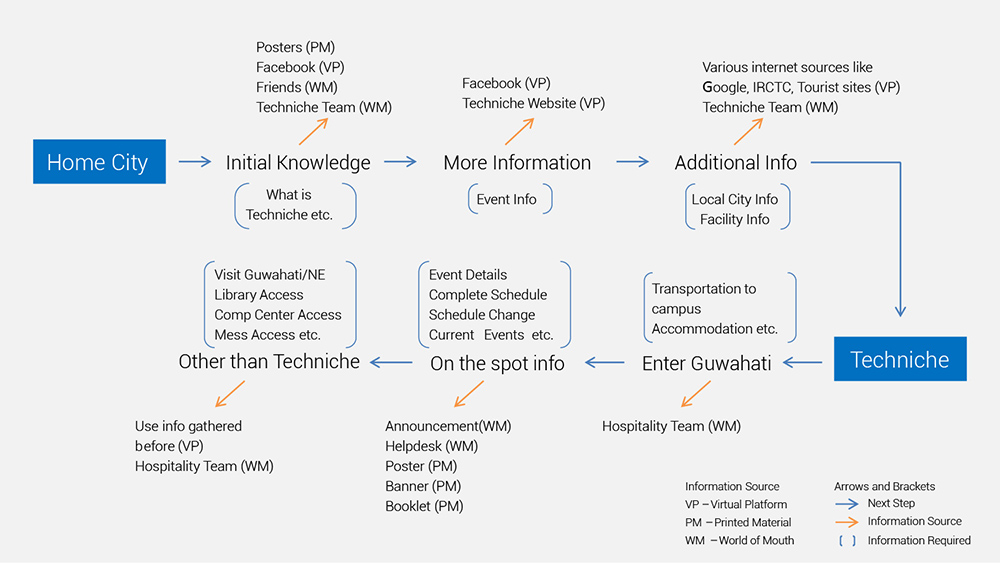 Posters (PM)
Facebook (VP)
Friends (WM)
Techniche Team (WM)
Facebook (VP)
Techniche Website (VP)
Various internet sources like
Google, IRCTC, Tourist sites (VP)
Techniche Team (WM)
Home City
Initial Knowledge
More Information
Additional Info
What is
Techniche etc.
Event Info
Local City Info
Facility Info
Visit Guwahati/NE
Library Access
Comp Center Access
Mess Access etc.
Event Details
Complete Schedule
Schedule Change
Current Events etc.
Transportation to
campus
Accommodation etc.
Other than Techniche
On the spot info
Enter Guwahati
Techniche
Use info gathered
before (VP)
Hospitality Team (WM)
Announcement(WM)
Helpdesk (WM)
Poster (PM)
Banner (PM)
Booklet (PM)
Hospitality Team (WM)
Information Source
VP – Virtual Platform
PM – Printed Material
WM – World of Mouth
Arrows and Brackets
Next Step
Information Source
Information Required